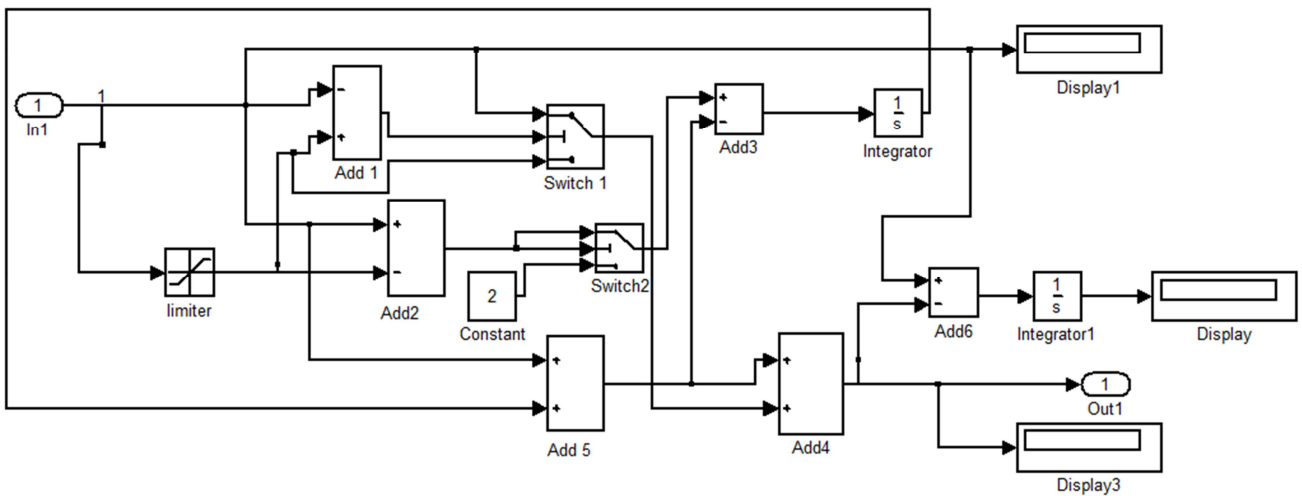 Display1
1
In1
1
-
+
Add 1
Switch 1
+
-
Add3
1
s
Integrator
limiter
+
-
Add2
2
Constant
Switch2
+
-
Add6
1
s
Integrator1
Display
+
+
Add 5
+
+
Add4
1
Out1
Display3